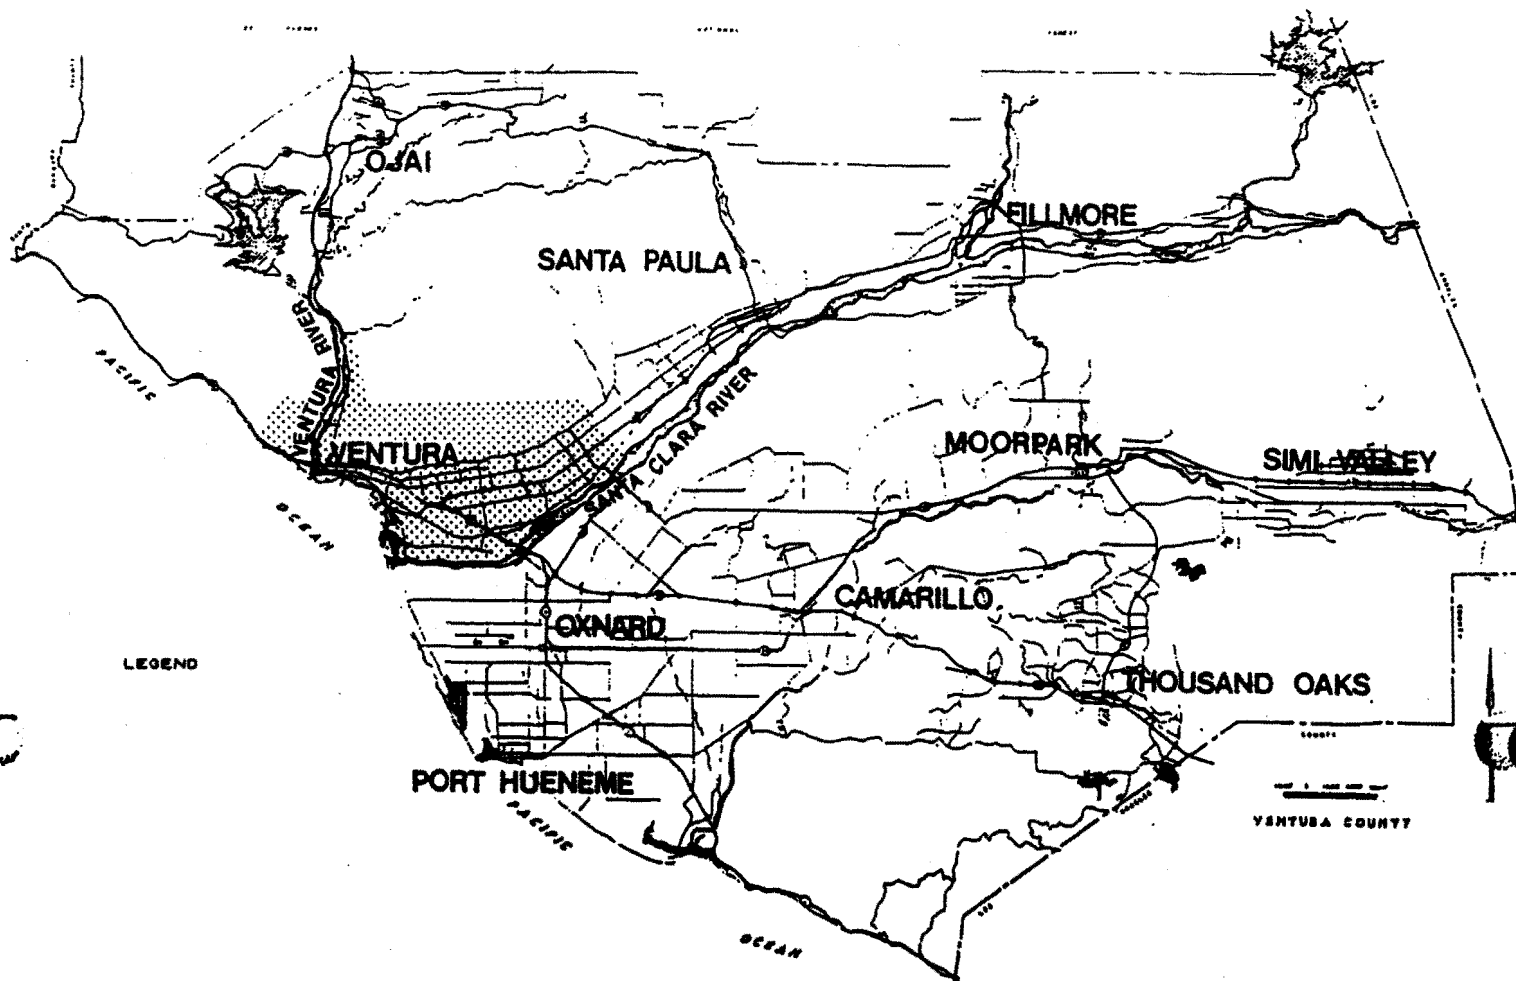 OJAI
FILLMORE
SANTA PAULA
VENTURA RIVER
PACIFIC
SANTA CLARA RIVER
VENTURA
MOORPARK
SIMI VALLEY
OCEAN
CAMARILLO
OXNARD
LEGEND
THOUSAND OAKS
PORT HUENEME
PACIFIC
VENTURA COUNTY
OCEAN